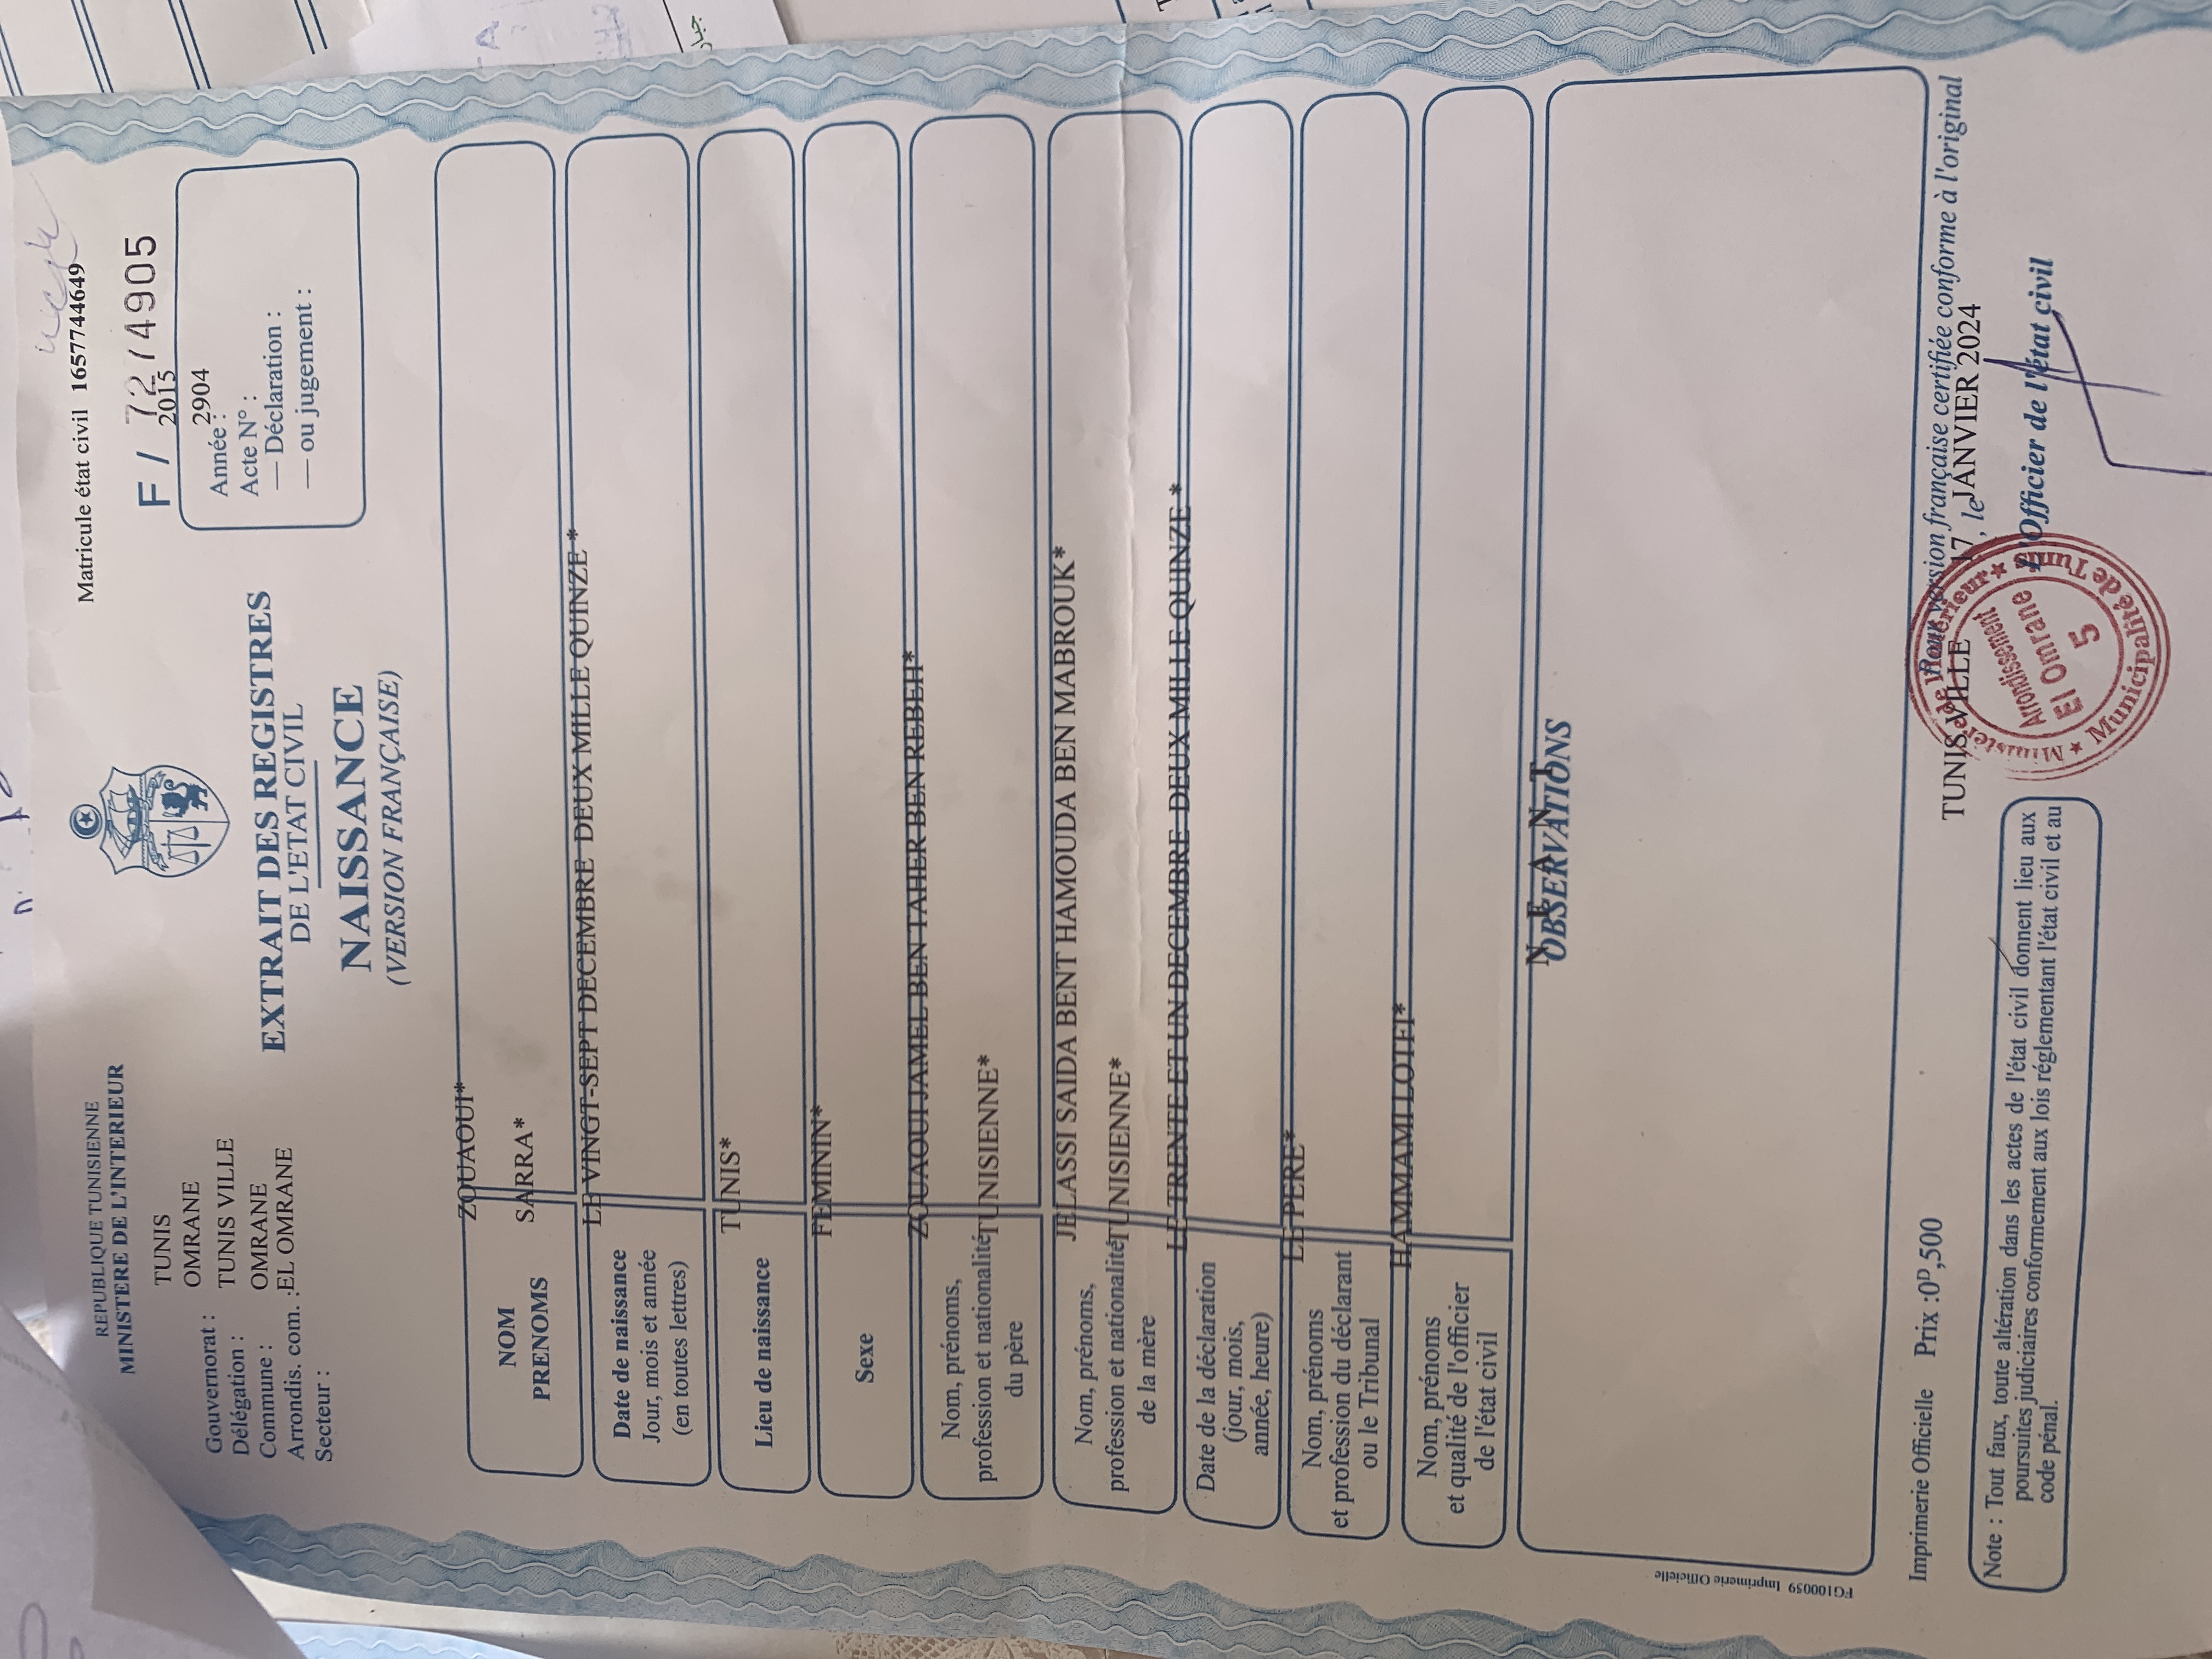 REPUBLIQUE TUNISIENNE
MINISTERE DE L'INTERIEUR
Gouvernorat : TUNIS
Délégation : OMRANE
Commune : TUNIS VILLE
Arrondis. com. : OMRANE
Secteur : EL OMRANE
Matricule état civil 1657744649
F / 72 / 4905
2015
2904
Année :
Acte N° :
— Déclaration :
— ou jugement :
EXTRAIT DES REGISTRES
DE L'ETAT CIVIL
NAISSANCE
(VERSION FRANÇAISE)
NOM ZOUAOUI*
PRENOMS SARRA*
Date de naissance
Jour, mois et année
(en toutes lettres)
LE VINGT-SEPT DECEMBRE DEUX MILLE QUINZE *
Lieu de naissance TUNIS*
Sexe FEMININ*
Nom, prénoms,
profession et nationalité
du père
ZOUAOUI JAMEL BEN TAHER BEN REBEH*
TUNISIENNE*
Nom, prénoms,
profession et nationalité
de la mère
JELASSI SAIDA BENT HAMOUDA BEN MABROUK*
TUNISIENNE*
Date de la déclaration
(jour, mois,
année, heure)
LE TRENTE ET UN DECEMBRE DEUX MILLE QUINZE *
Nom, prénoms
et profession du déclarant
ou le Tribunal
LE PERE*
Nom, prénoms
et qualité de l'officier
de l'état civil
HAMMAMI LOTFI*
N E A N T
OBSERVATIONS
FG100059 Imprimerie Officielle
Imprimerie Officielle Prix :0D,500
Pour version française certifiée conforme à l'original
TUNIS VILLE 17 , le JANVIER 2024
L'Officier de l'état civil
Ministère de l'Intérieur
Municipalité de Tunis
Arrondissement
El Omrane
5
Note : Tout faux, toute altération dans les actes de l'état civil donnent lieu aux
poursuites judiciaires conformement aux lois réglementant l'état civil et au
code pénal.